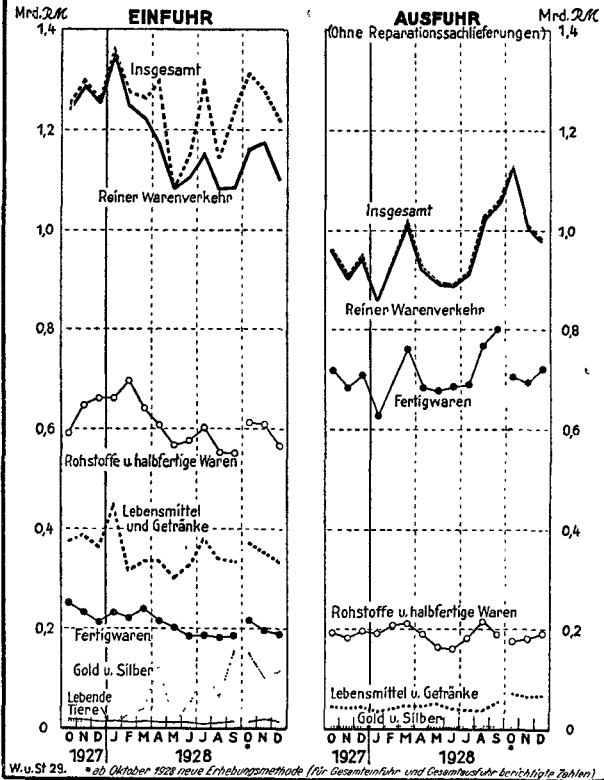 Mrd. RM EINFUHR
1,4
1,2
1,0
0,8
0,6
0,4
0,2
0
Insgesamt
Reiner Warenverkehr
Rohstoffe u. halbfertige Waren
Lebensmittel
und Getränke
Fertigwaren
Gold u. Silber
Lebende
Tiere
O N D J F M A M J J A S O N D
*
1927 1928
AUSFUHR Mrd. RM
(Ohne Reparationssachlieferungen)
1,4
1,2
1,0
0,8
0,6
0,4
0,2
0
Insgesamt
Reiner Warenverkehr
Fertigwaren
Rohstoffe u. halbfertige Waren
Lebensmittel u. Getränke
Gold u. Silber
O N D J F M A M J J A S O N D
*
1927 1928
W.u.St 29. * ab Oktober 1928 neue Erhebungsmethode (für Gesamteinfuhr und Gesamtausfuhr berichtigte Zahlen)